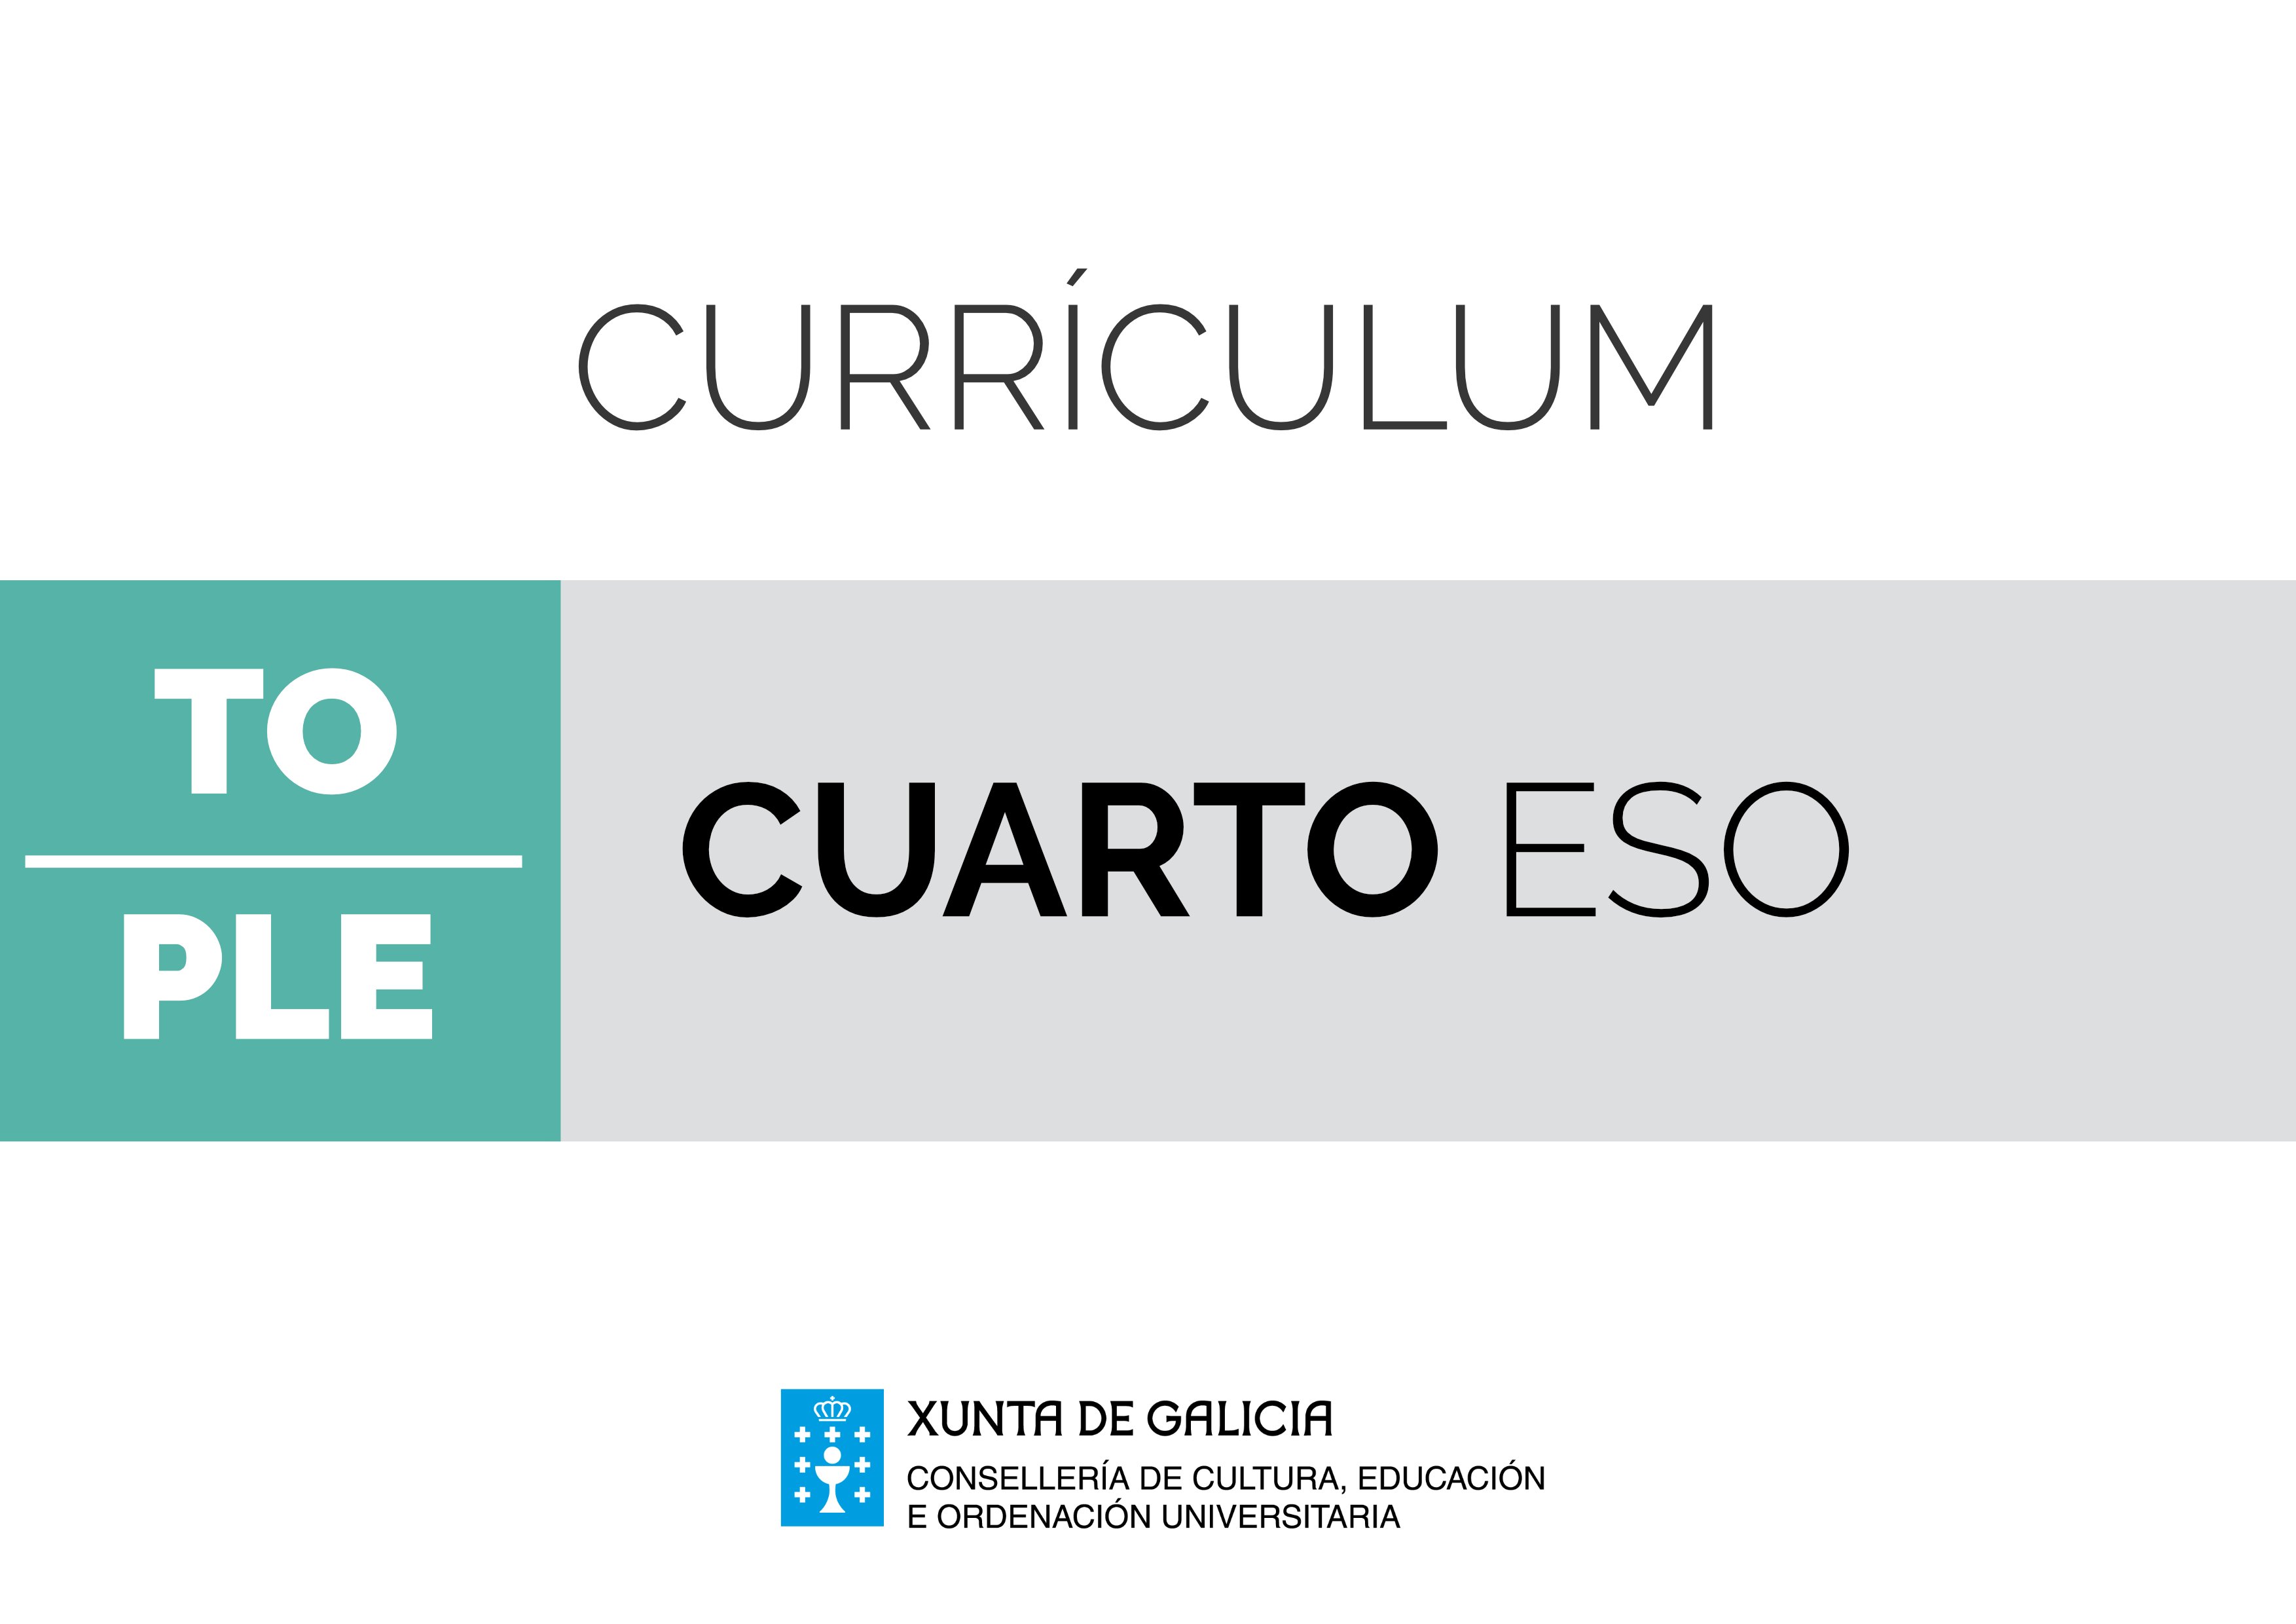 CURRÍCULUM
TO
PLE
CUARTO ESO
XUNTA DE GALICIA
CONSELLERÍA DE CULTURA, EDUCACIÓN
E ORDENACIÓN UNIVERSITARIA